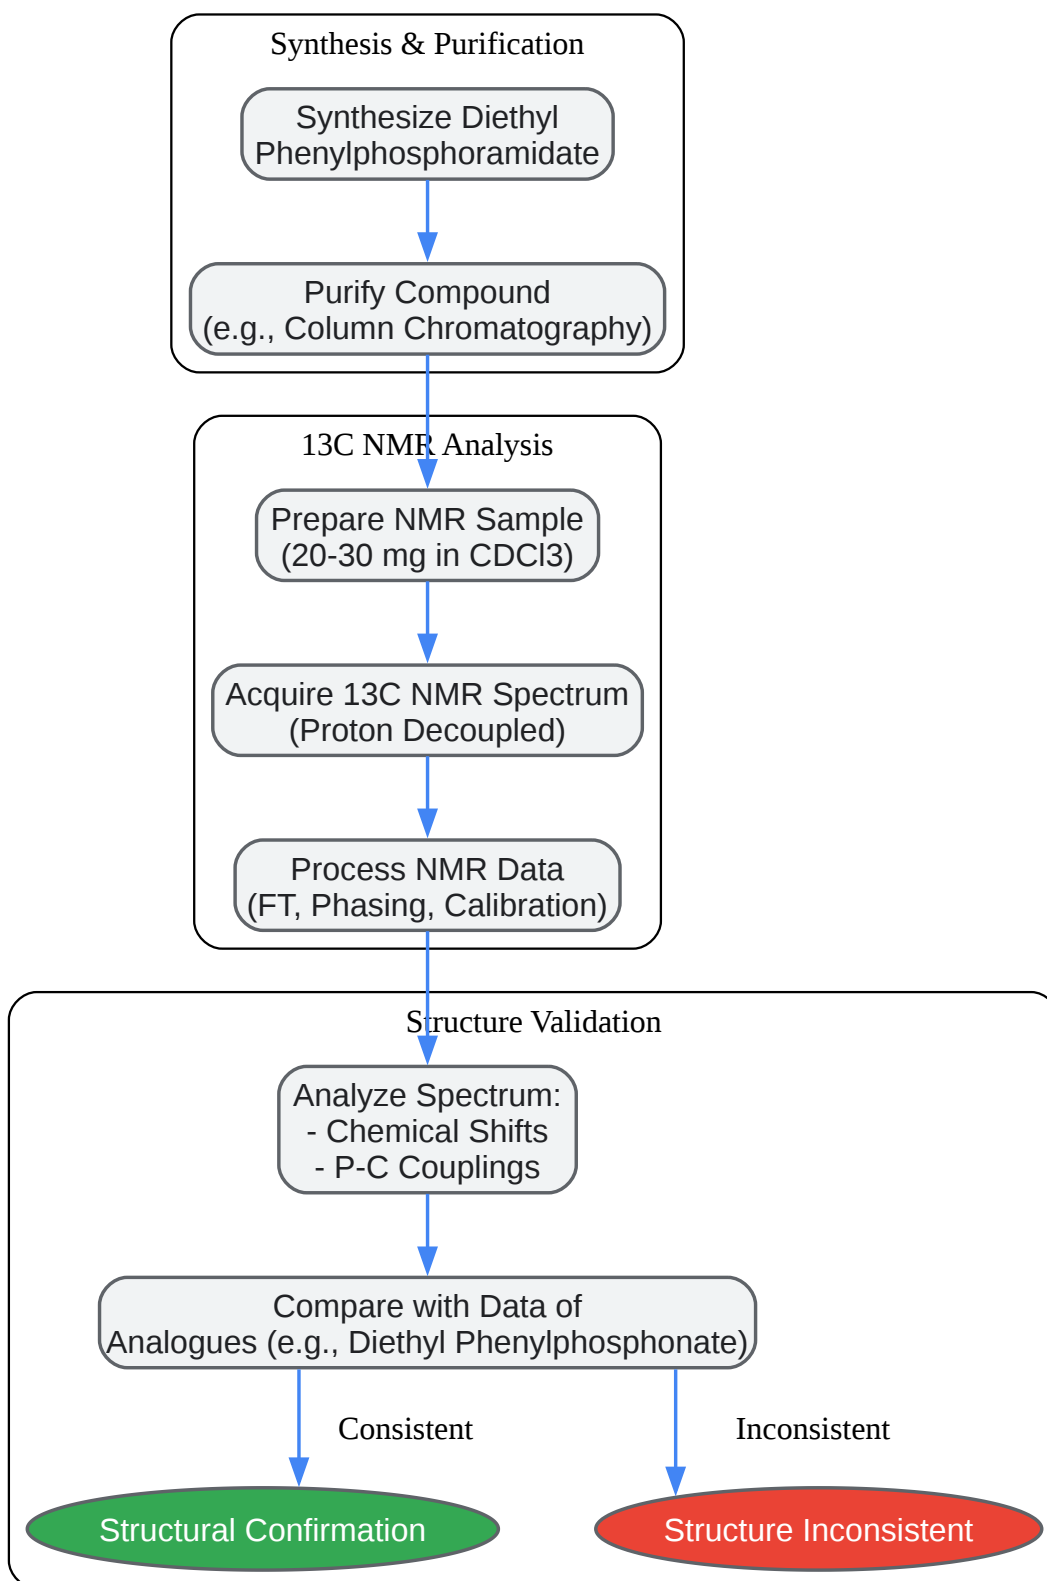 Synthesis & Purification
Synthesize Diethyl
Phenylphosphoramidate
Purify Compound
(e.g., Column Chromatography)
13C NMR Analysis
Prepare NMR Sample
(20-30 mg in CDCl3)
Acquire 13C NMR Spectrum
(Proton Decoupled)
Process NMR Data
(FT, Phasing, Calibration)
Structure Validation
Analyze Spectrum:
- Chemical Shifts
- P-C Couplings
Compare with Data of
Analogues (e.g., Diethyl Phenylphosphonate)
Consistent
Inconsistent
Structural Confirmation
Structure Inconsistent